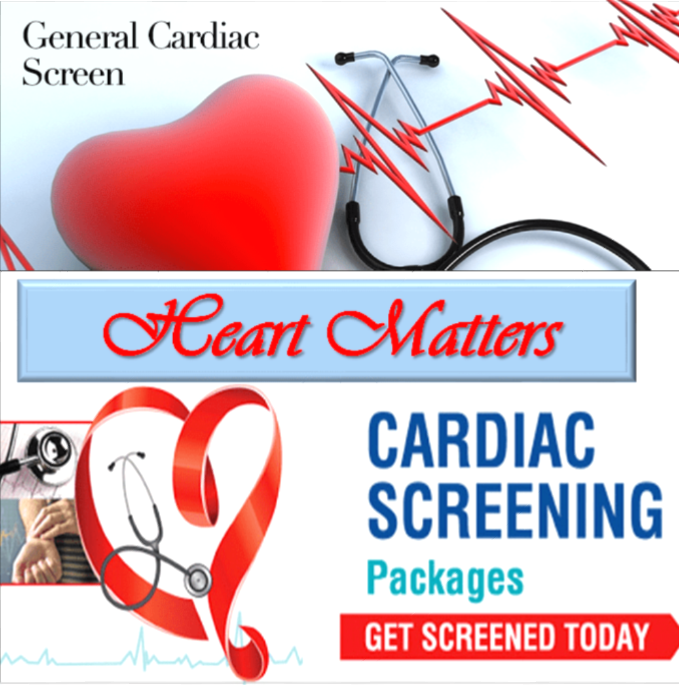 General Cardiac
Screen
Heart Matters
CARDIAC
SCREENING
Packages
GET SCREENED TODAY